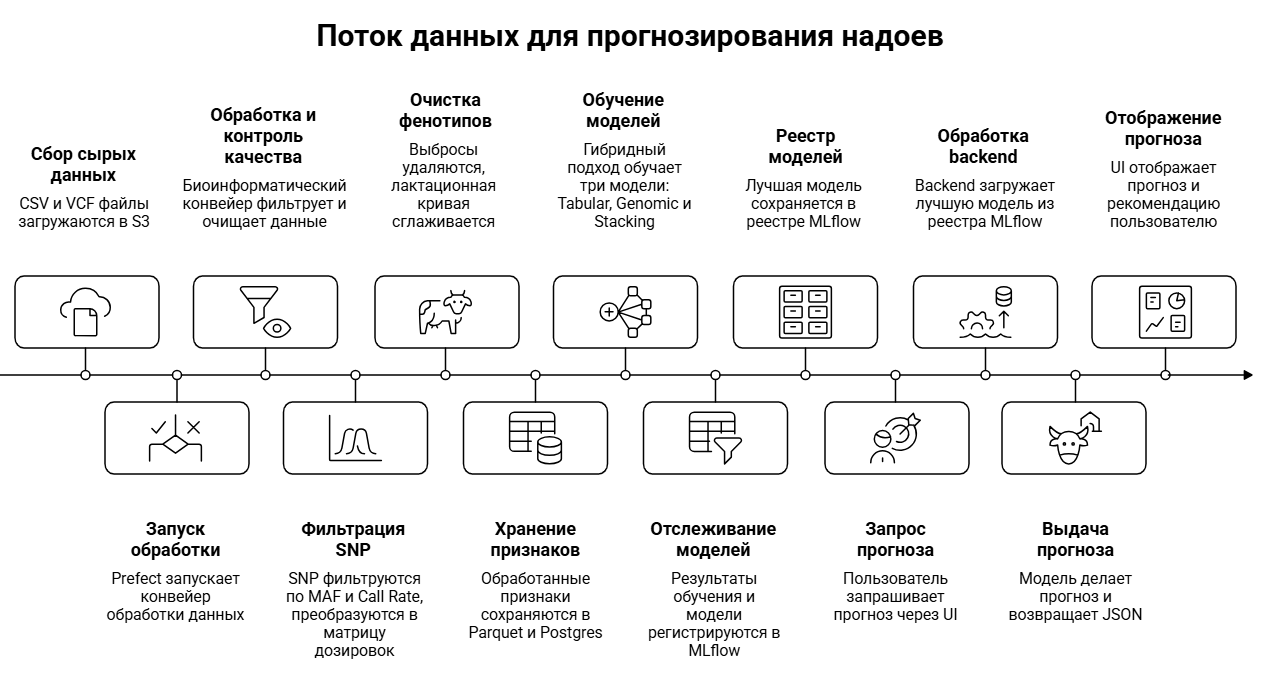 Поток данных для прогнозирования надоев
Сбор сырых
данных
CSV и VCF файлы
загружаются в S3
Обработка и
контроль
качества
Биоинформатический
конвейер фильтрует и
очищает данные
Очистка
фенотипов
Выбросы
удаляются,
лактационная
кривая
сглаживается
Обучение
моделей
Гибридный
подход обучает
три модели:
Tabular, Genomic и
Stacking
Реестр
моделей
Лучшая модель
сохраняется в
реестре MLflow
Обработка
backend
Backend загружает
лучшую модель из
реестра MLflow
Отображение
прогноза
UI отображает
прогноз и
рекомендацию
пользователю
Запуск
обработки
Prefect запускает
конвейер
обработки данных
Фильтрация
SNP
SNP фильтруются
по MAF и Call Rate,
преобразуются в
матрицу
дозировок
Хранение
признаков
Обработанные
признаки
сохраняются в
Parquet и Postgres
Отслеживание
моделей
Результаты
обучения и
модели
регистрируются в
MLflow
Запрос
прогноза
Пользователь
запрашивает
прогноз через UI
Выдача
прогноза
Модель делает
прогноз и
возвращает JSON